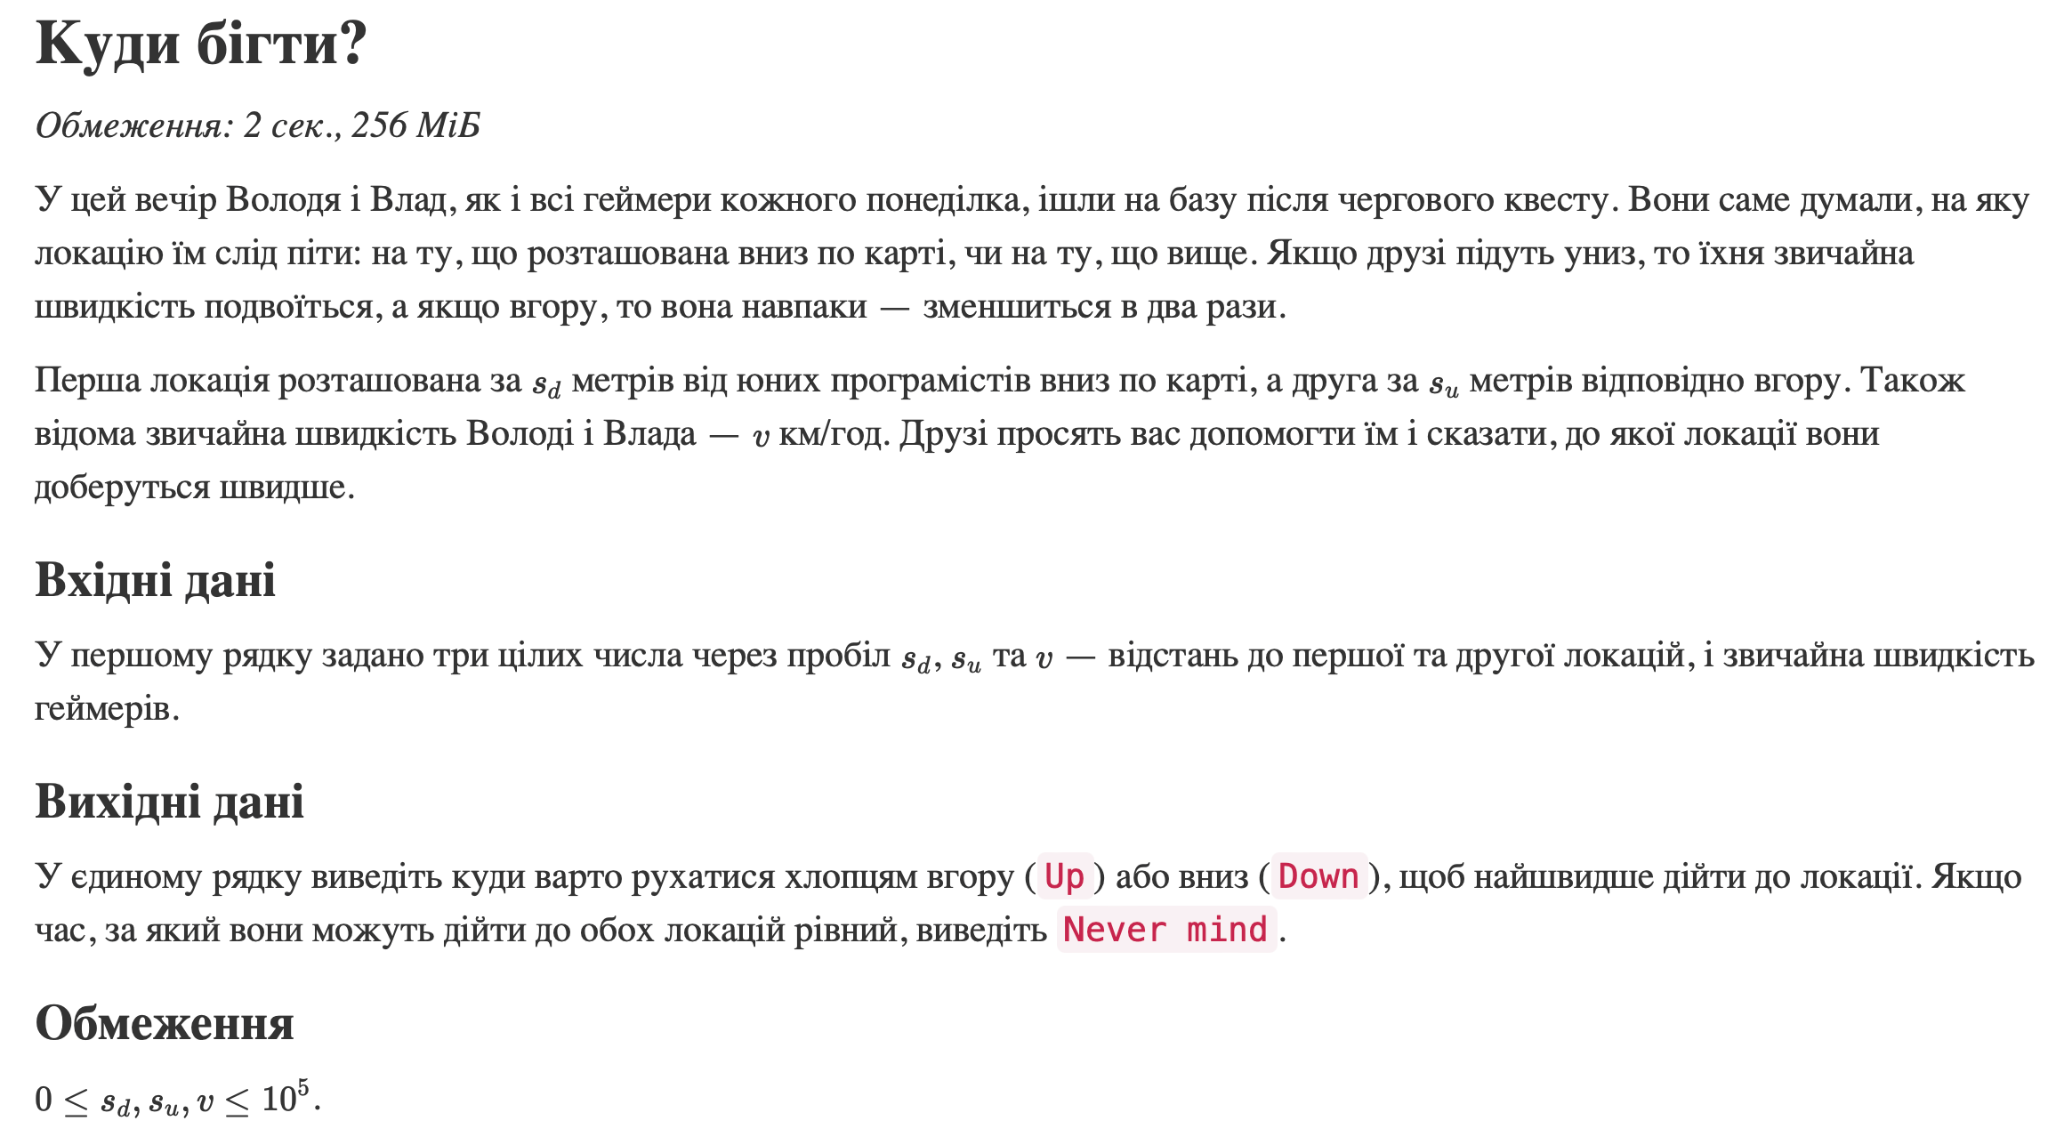 Куди бігти?
Обмеження: 2 сек., 256 МіБ
У цей вечір Володя і Влад, як і всі геймери кожного понеділка, ішли на базу після чергового квесту. Вони саме думали, на яку
локацію їм слід піти: на ту, що розташована вниз по карті, чи на ту, що вище. Якщо друзі підуть униз, то їхня звичайна
швидкість подвоїться, а якщо вгору, то вона навпаки — зменшиться в два рази.
Перша локація розташована за s_d метрів від юних програмістів вниз по карті, а друга за s_u метрів відповідно вгору. Також
відома звичайна швидкість Володі і Влада — v км/год. Друзі просять вас допомогти їм і сказати, до якої локації вони
доберуться швидше.
Вхідні дані
У першому рядку задано три цілих числа через пробіл s_d, s_u та v — відстань до першої та другої локацій, і звичайна швидкість
геймерів.
Вихідні дані
У єдиному рядку виведіть куди варто рухатися хлопцям вгору ( Up ) або вниз ( Down ), щоб найшвидше дійти до локації. Якщо
час, за який вони можуть дійти до обох локацій рівний, виведіть Never mind .
Обмеження
0 ≤ s_d, s_u, v ≤ 10^5.